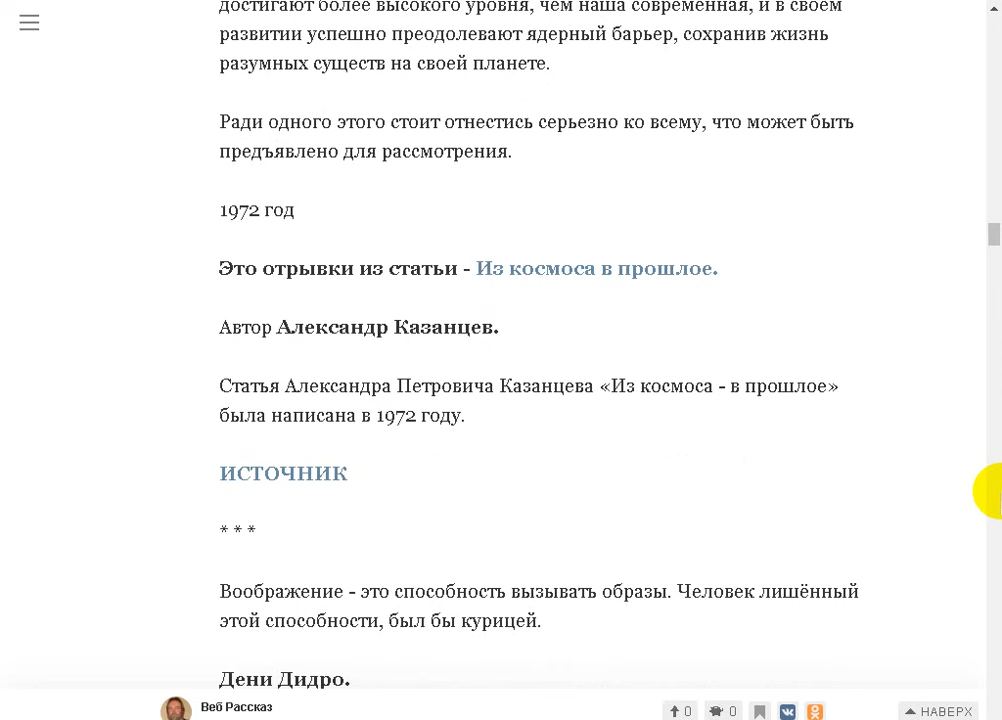 достигают более высокого уровня, чем наша современная, и в своем
развитии успешно преодолевают ядерный барьер, сохранив жизнь
разумных существ на своей планете.
Ради одного этого стоит отнестись серьезно ко всему, что может быть
предъявлено для рассмотрения.
1972 год
Это отрывки из статьи - Из космоса в прошлое.
Автор Александр Казанцев.
Статья Александра Петровича Казанцева «Из космоса - в прошлое»
была написана в 1972 году.
ИСТОЧНИК
* * *
Воображение - это способность вызывать образы. Человек лишённый
этой способности, был бы курицей.
Дени Дидро.
Веб Рассказ
0 0 НАВЕРХ